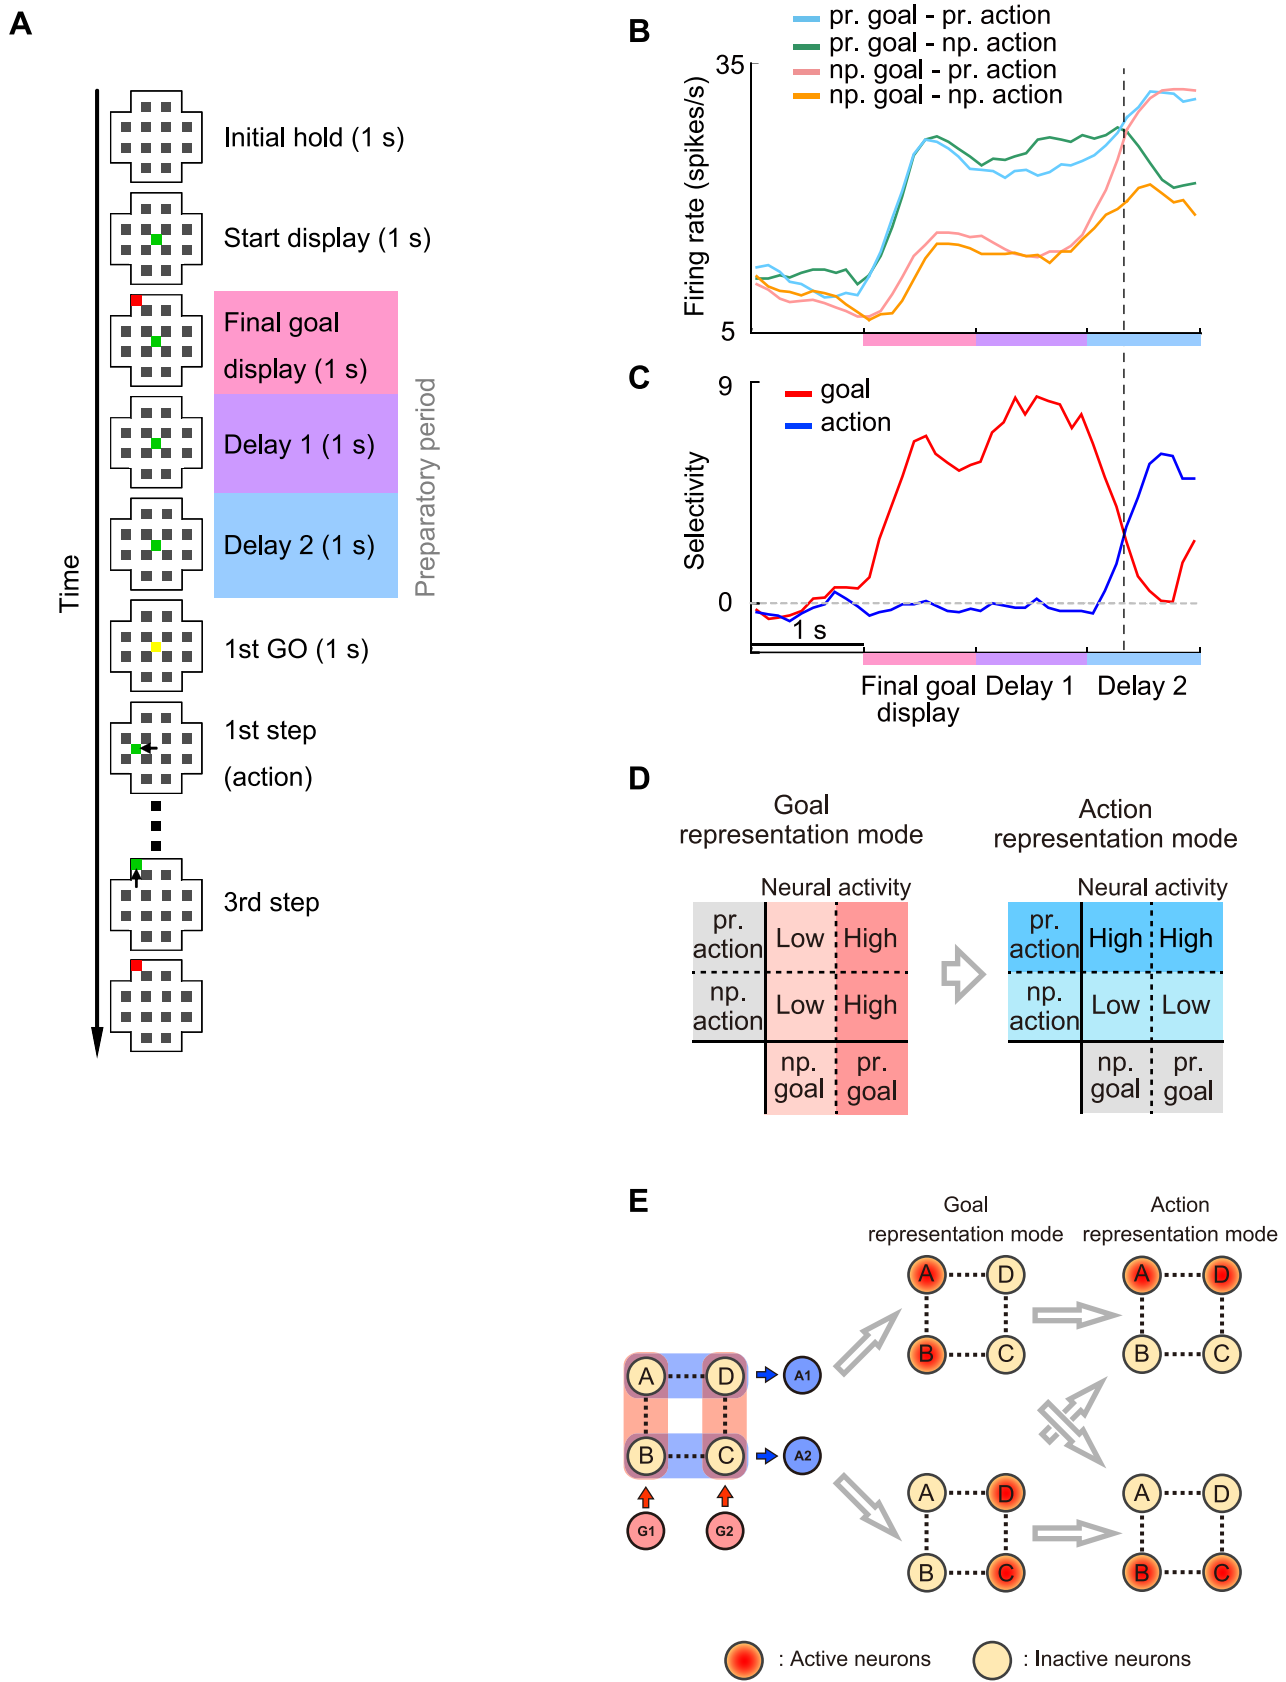 A
Time
Initial hold (1 s)
Start display (1 s)
Final goal
display (1 s)
Delay 1 (1 s)
Delay 2 (1 s)
Preparatory period
1st GO (1 s)
1st step
(action)
3rd step
B
pr. goal - pr. action
pr. goal - np. action
np. goal - pr. action
np. goal - np. action
35
5
Firing rate (spikes/s)
C
goal
action
9
0
Selectivity
1 s
Final goal
display
Delay 1
Delay 2
D
Goal
representation mode
Neural activity
pr.
action
Low
High
np.
action
Low
High
np.
goal
pr.
goal
Action
representation mode
Neural activity
pr.
action
High
High
np.
action
Low
Low
np.
goal
pr.
goal
E
Goal
representation mode
Action
representation mode
A
D
A1
B
C
A2
G1
G2
A
D
B
C
A
D
B
C
A
D
B
C
A
D
B
C
: Active neurons
: Inactive neurons